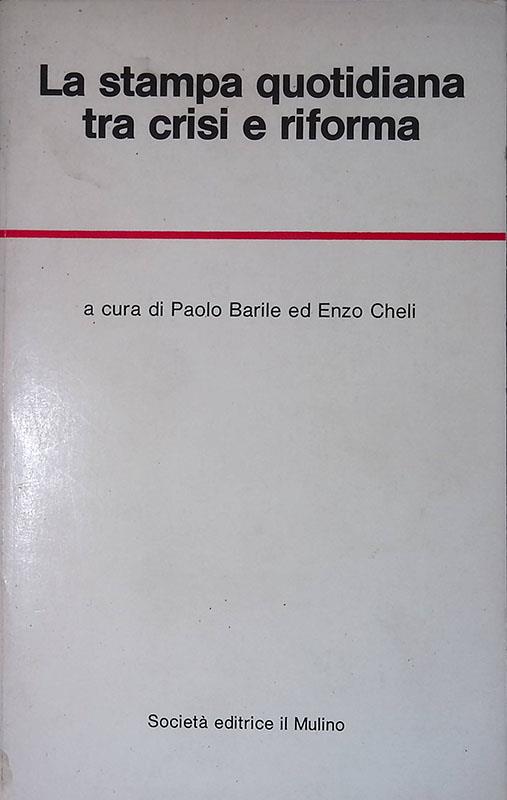 La stampa quotidiana
tra crisi e riforma
a cura di Paolo Barile ed Enzo Cheli
Società editrice il Mulino